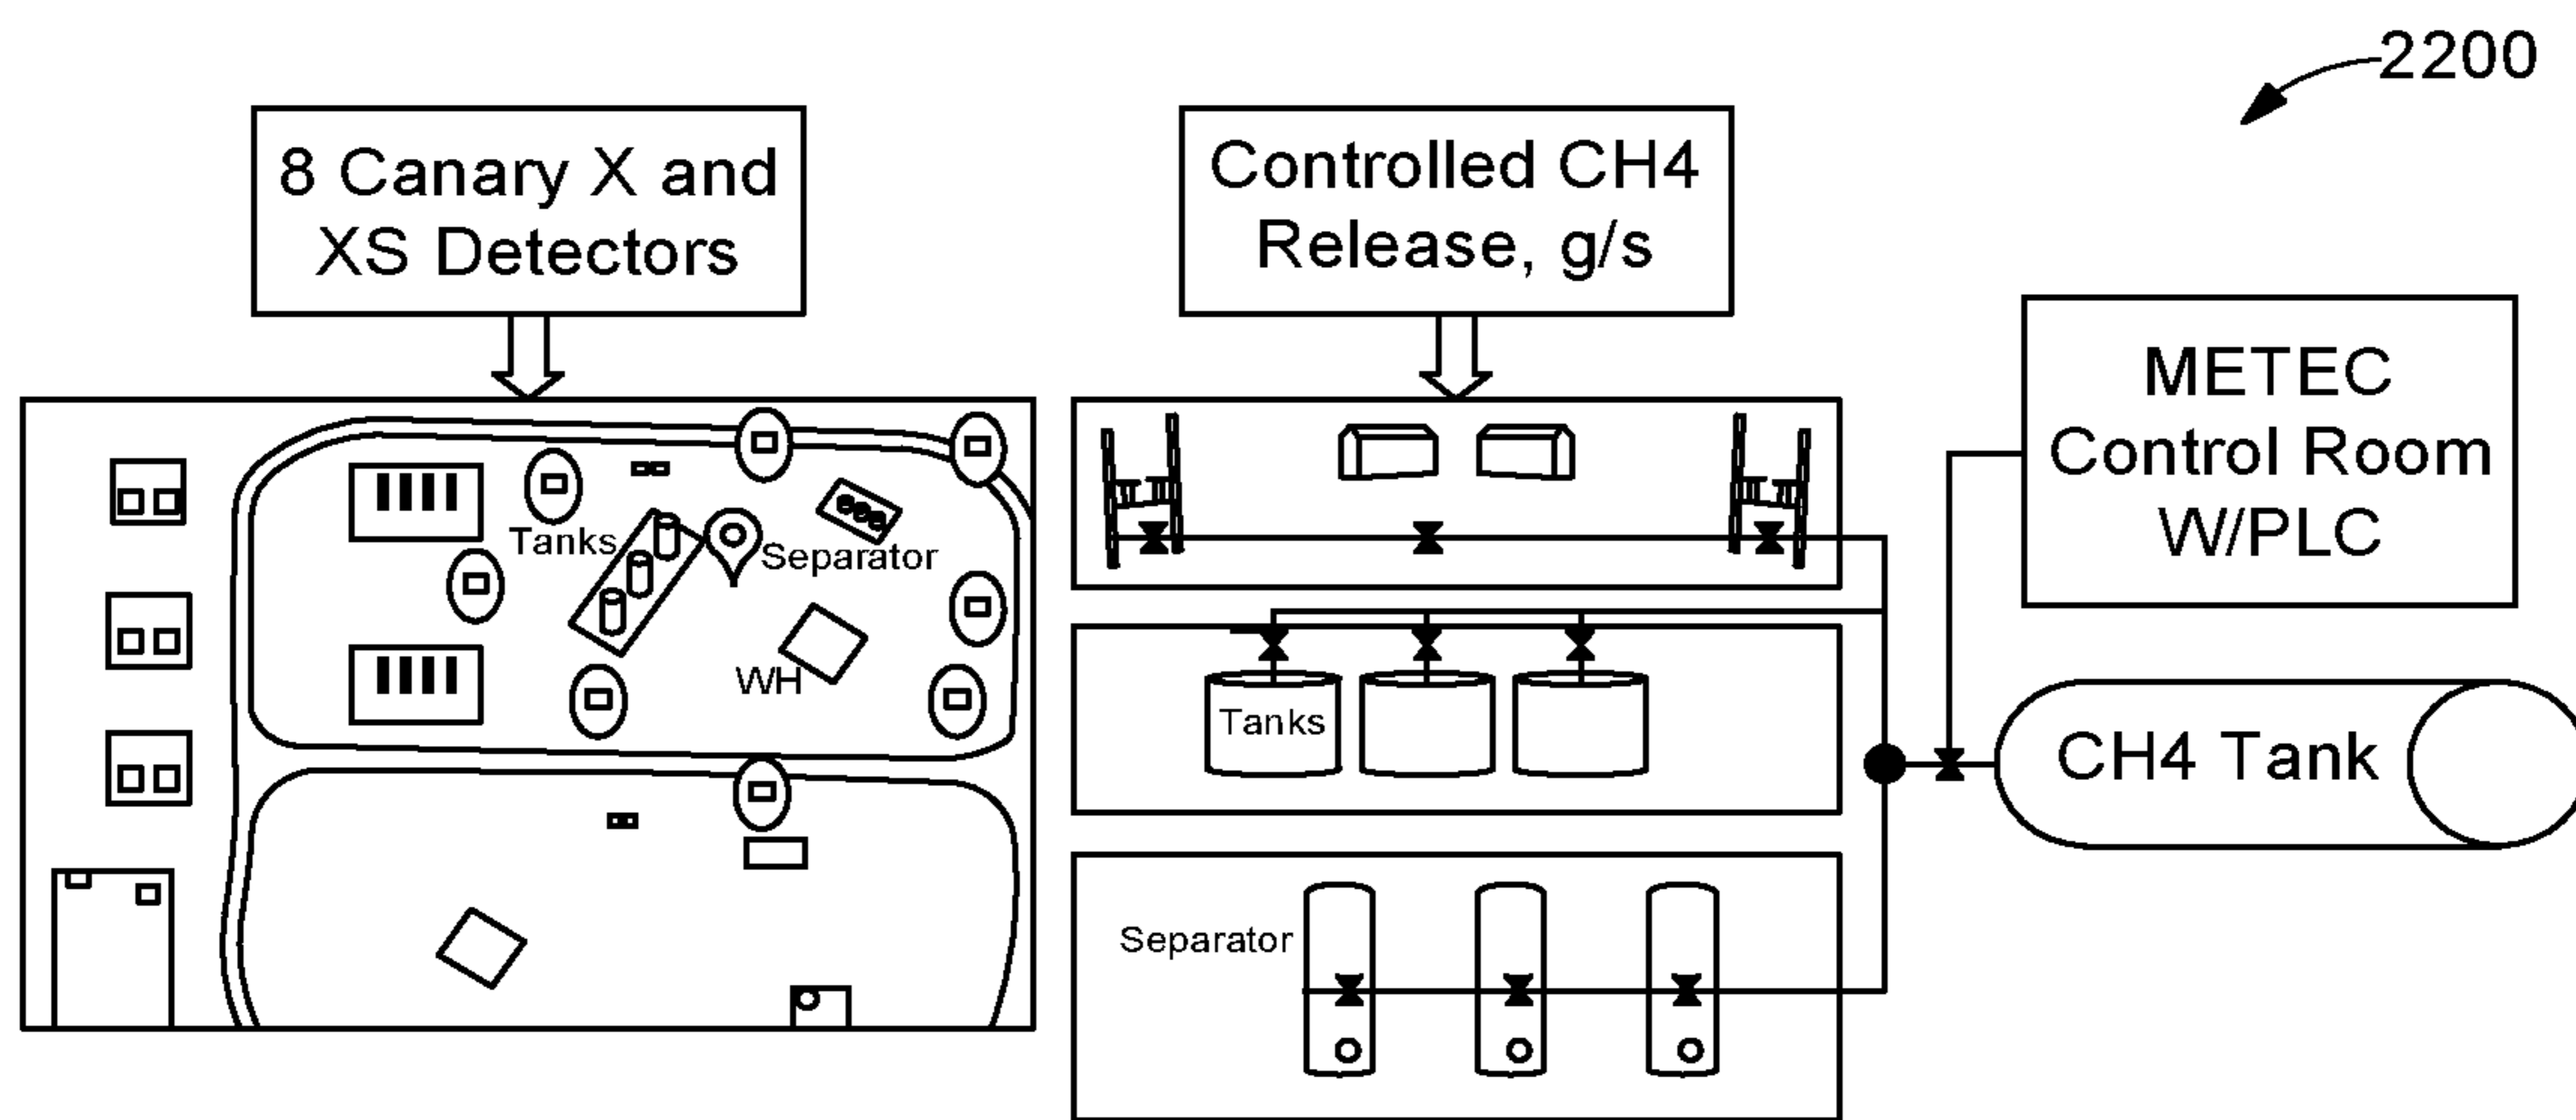 2200
8 Canary X and
XS Detectors
Controlled CH4
Release, g/s
METEC
Control Room
W/PLC
Tanks
Separator
WH
Tanks
CH4 Tank
Separator